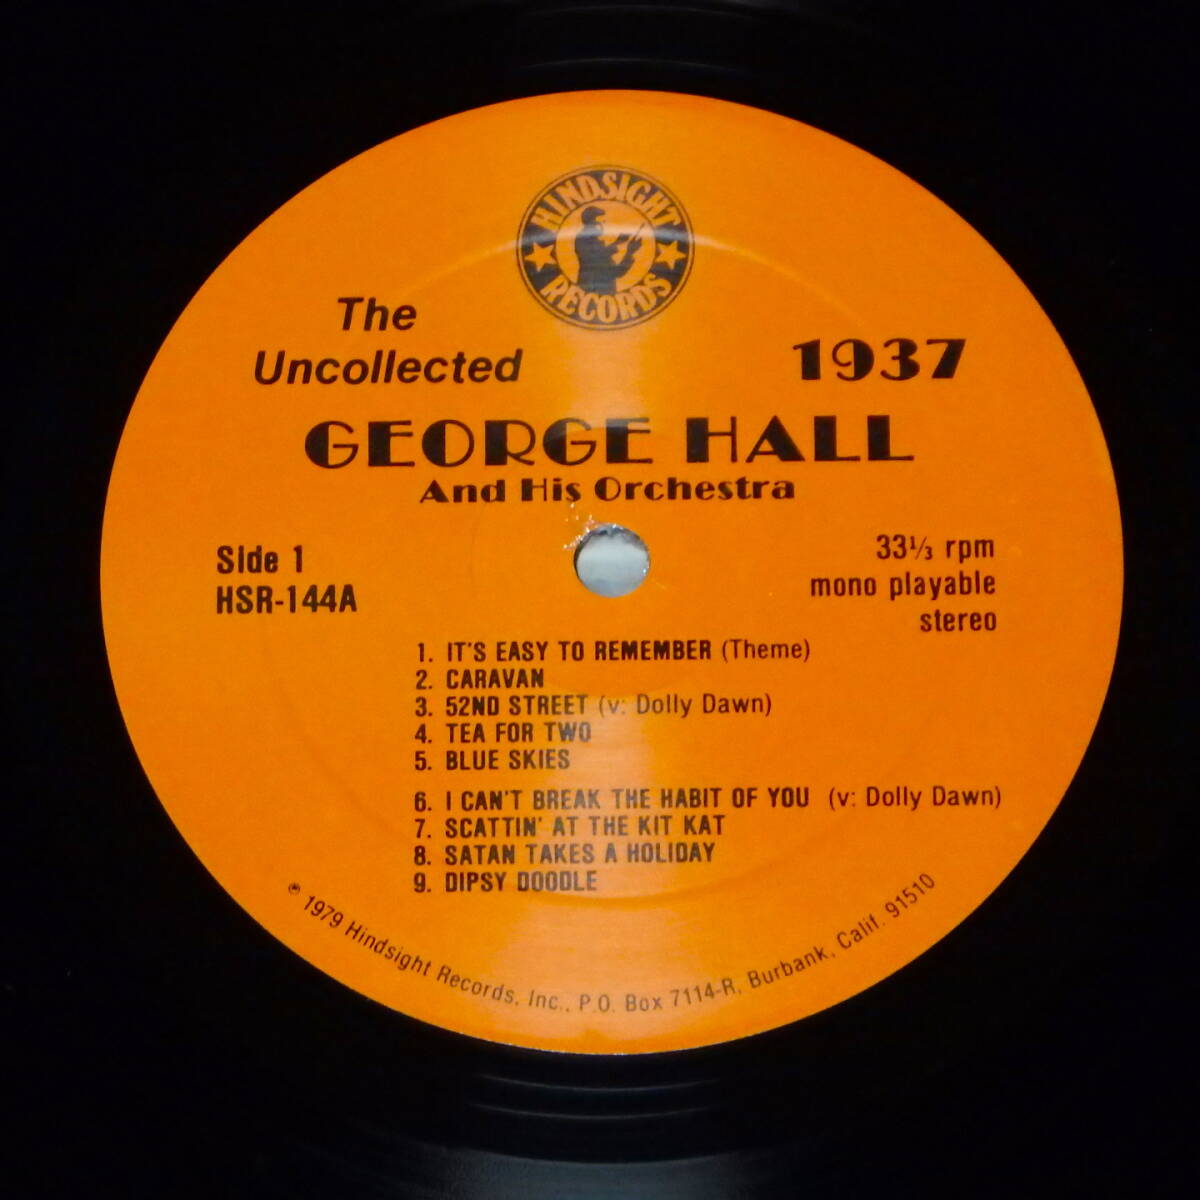 HINDSIGHT
RECORDS
The
Uncollected
1937
GEORGE HALL
And His Orchestra
Side 1
HSR-144A
33⅓ rpm
mono playable
stereo
1. IT'S EASY TO REMEMBER (Theme)
2. CARAVAN
3. 52ND STREET (v: Dolly Dawn)
4. TEA FOR TWO
5. BLUE SKIES
6. I CAN'T BREAK THE HABIT OF YOU (v: Dolly Dawn)
7. SCATTIN' AT THE KIT KAT
8. SATAN TAKES A HOLIDAY
9. DIPSY DOODLE
℗ 1979 Hindsight Records, Inc., P.O. Box 7114-R, Burbank, Calif. 91510